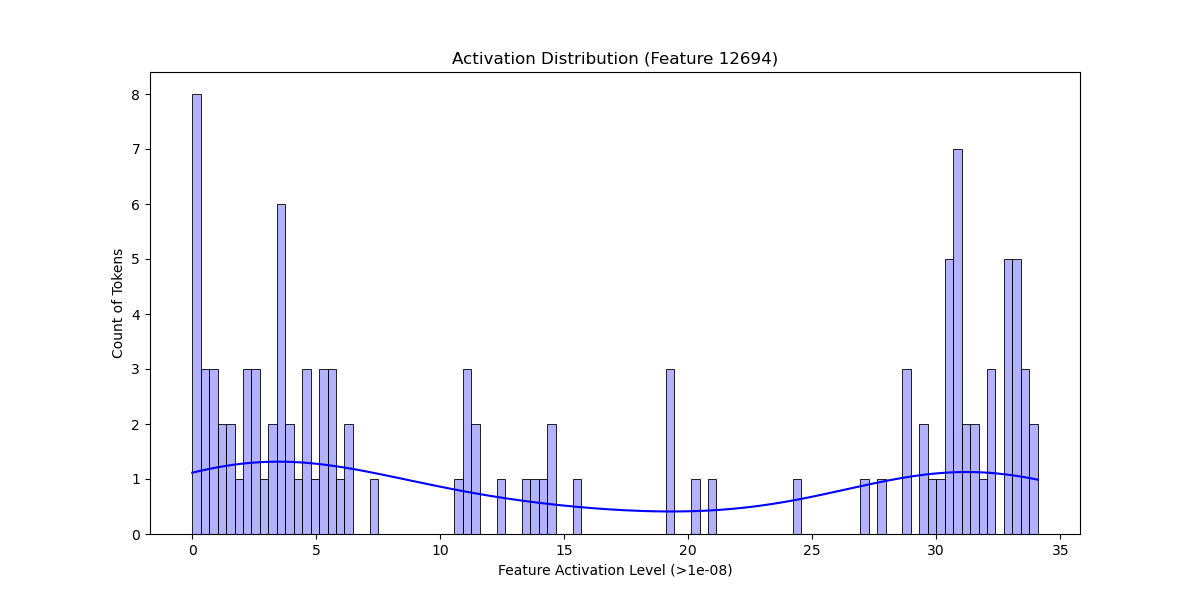 Activation Distribution (Feature 12694)
8
7
6
5
4
3
2
1
0
Count of Tokens
0 5 10 15 20 25 30 35
Feature Activation Level (>1e-08)